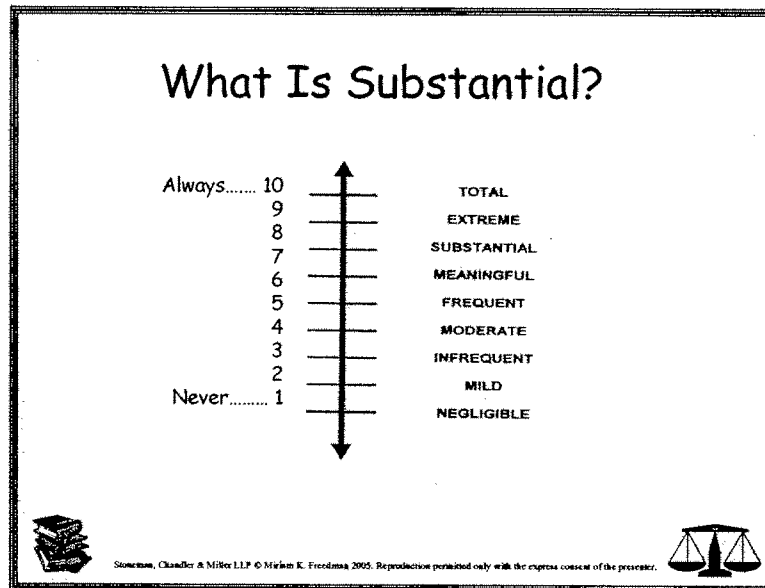 What Is Substantial?
Always....... 10
9
8
7
6
5
4
3
2
Never......... 1
TOTAL
EXTREME
SUBSTANTIAL
MEANINGFUL
FREQUENT
MODERATE
INFREQUENT
MILD
NEGLIGIBLE
Stoneman, Chandler & Miller LLP © Miriam K. Freedman 2005. Reproduction permitted only with the express consent of the presenter.